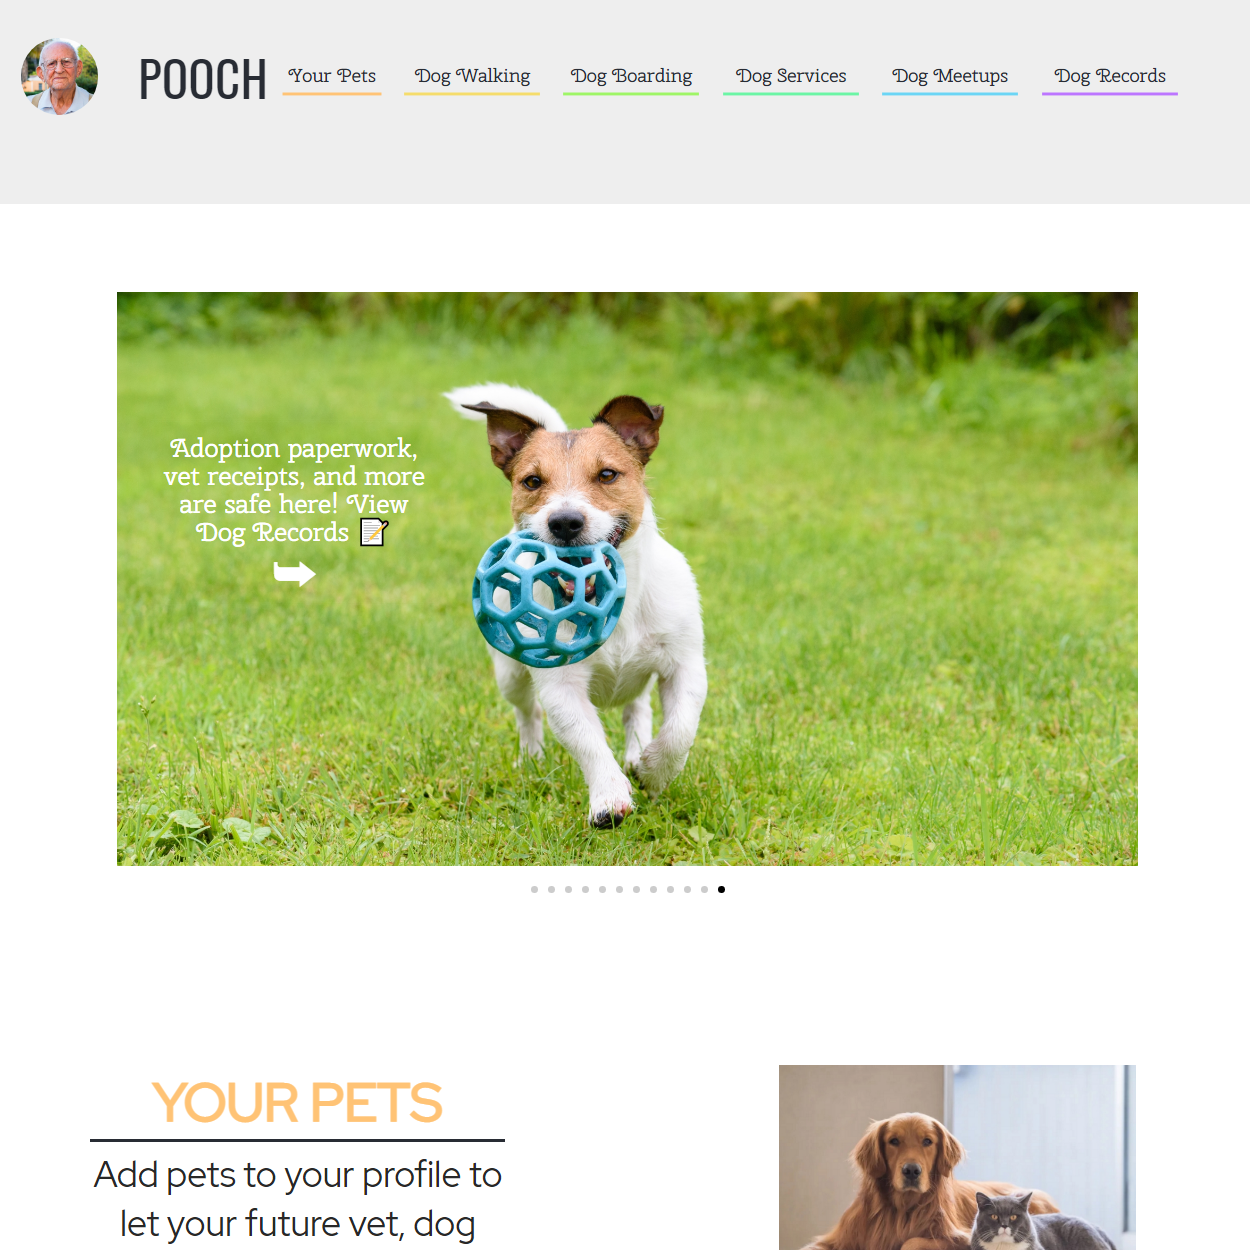 POOCH
Your Pets
Dog Walking
Dog Boarding
Dog Services
Dog Meetups
Dog Records
Adoption paperwork,
vet receipts, and more
are safe here! View
Dog Records 📝
YOUR PETS
Add pets to your profile to
let your future vet, dog